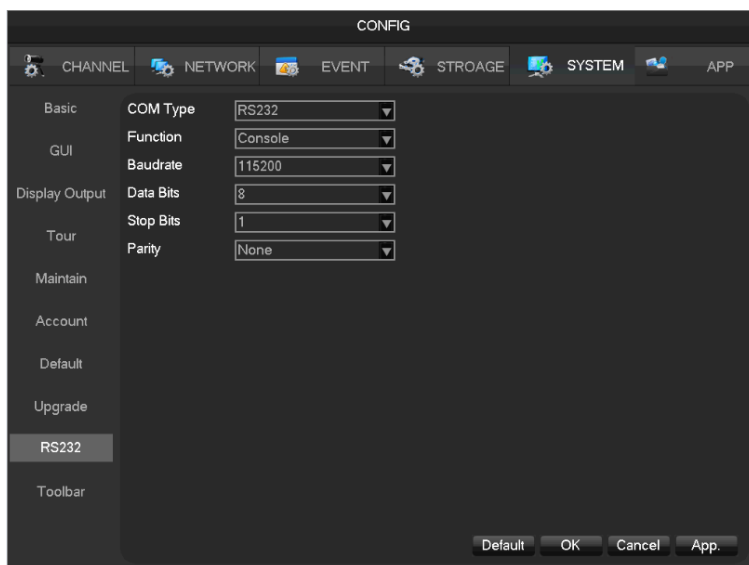 CONFIG
CHANNEL NETWORK EVENT STROAGE SYSTEM APP
Basic
GUI
Display Output
Tour
Maintain
Account
Default
Upgrade
RS232
Toolbar
COM Type RS232
Function Console
Baudrate 115200
Data Bits 8
Stop Bits 1
Parity None
Default OK Cancel App.